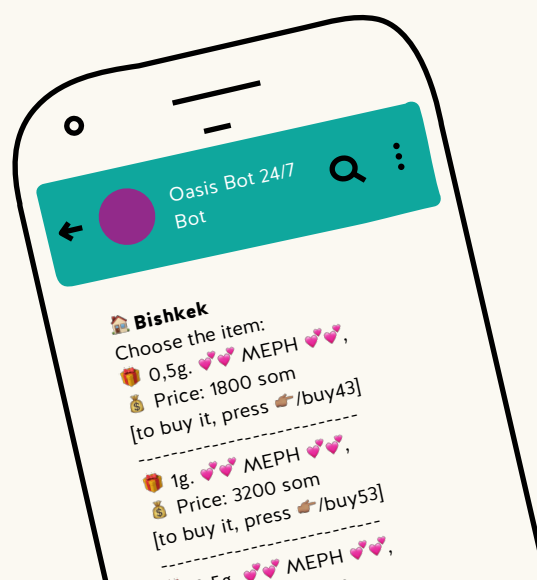 Oasis Bot 24/7
Bot
🏠 Bishkek
Choose the item:
🎁 0,5g. 💕💕 MEPH 💕💕,
💰 Price: 1800 som
[to buy it, press 👉🏽/buy43]
--------------------------------
🎁 1g. 💕💕 MEPH 💕💕,
💰 Price: 3200 som
[to buy it, press 👉🏽/buy53]
--------------------------------
5g. 💕💕 MEPH 💕💕,